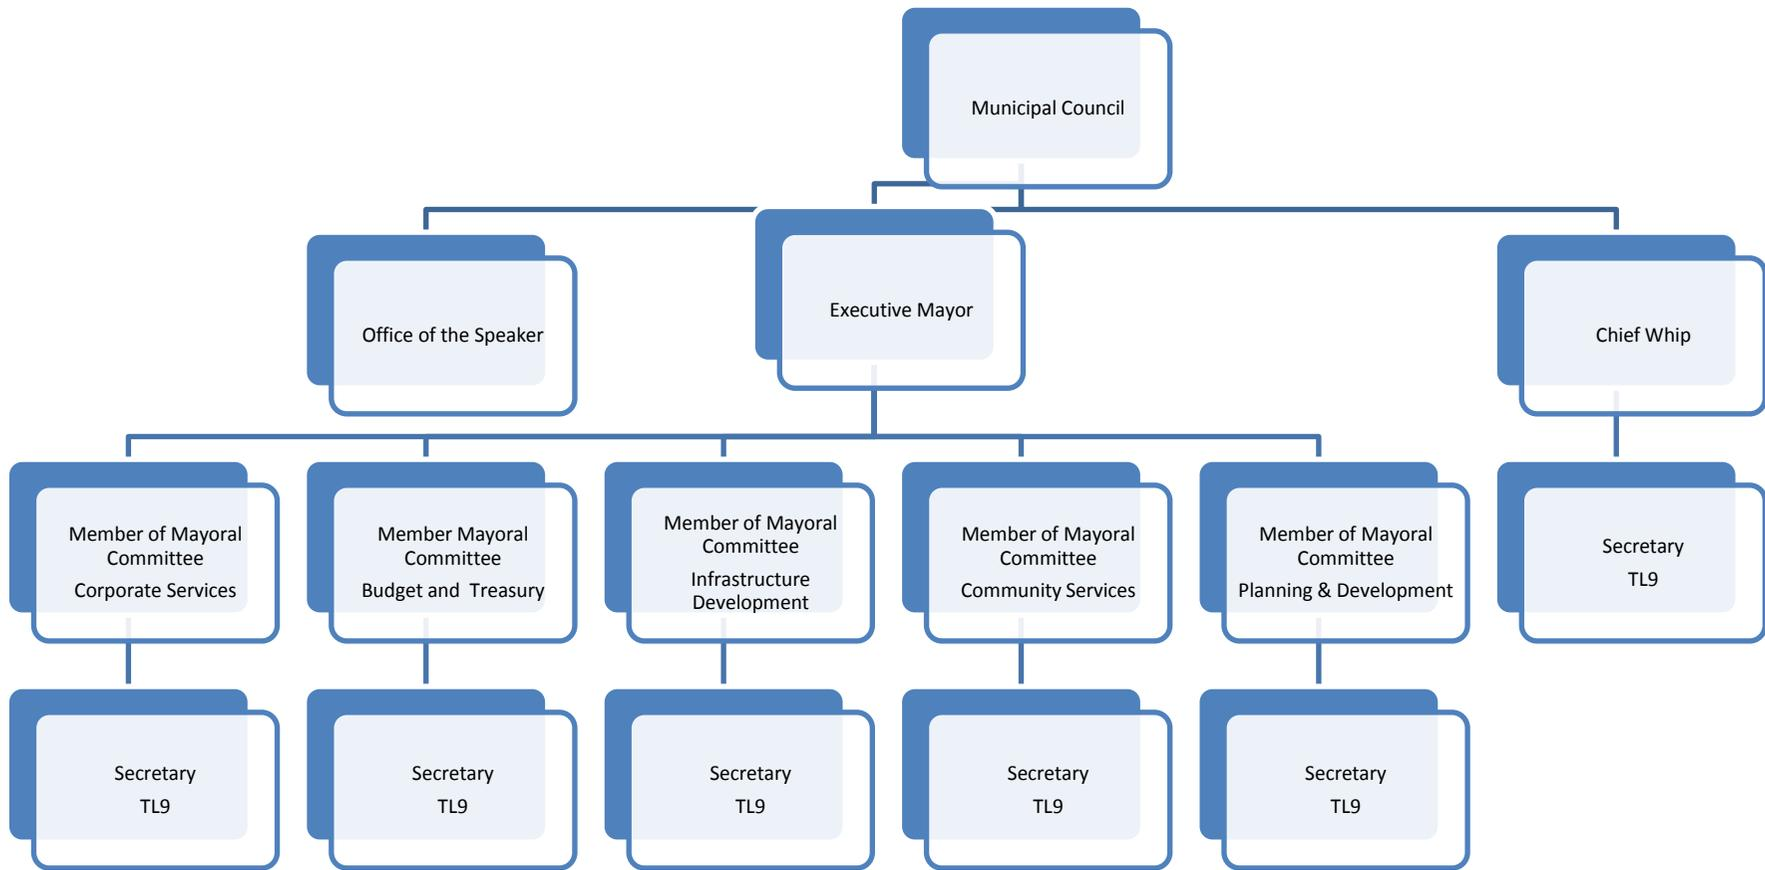 Municipal Council
Office of the Speaker
Executive Mayor
Chief Whip
Member of Mayoral
Committee
Corporate Services
Member Mayoral
Committee
Budget and  Treasury
Member of Mayoral
Committee
Infrastructure
Development
Member of Mayoral
Committee
Community Services
Member of Mayoral
Committee
Planning & Development
Secretary
TL9
Secretary
TL9
Secretary
TL9
Secretary
TL9
Secretary
TL9
Secretary
TL9